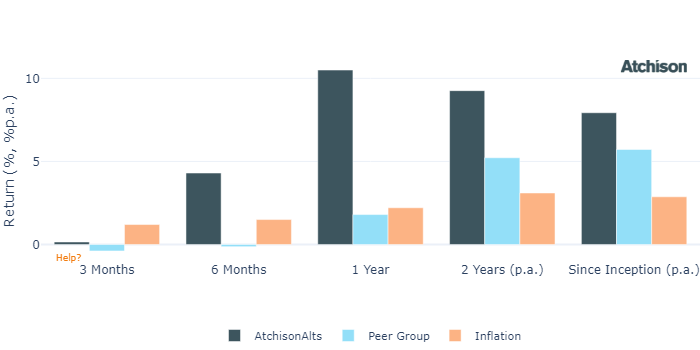 Atchison
Return (%, %p.a.)
10
5
0
Help?
3 Months
6 Months
1 Year
2 Years (p.a.)
Since Inception (p.a.)
AtchisonAlts
Peer Group
Inflation